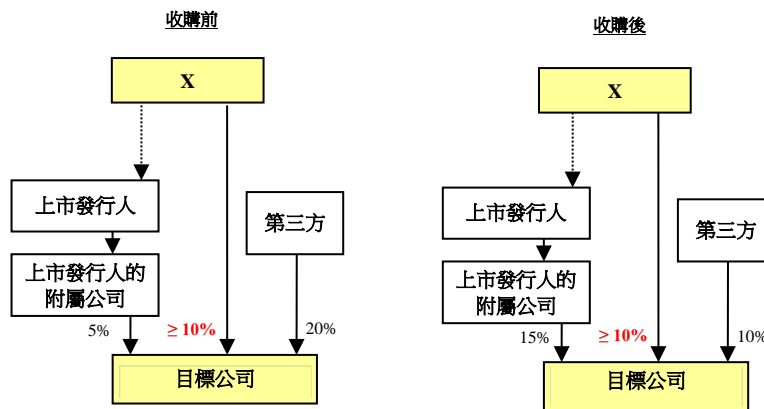 收購前
X
上市發行人
第三方
上市發行人的
附屬公司
5%
≥ 10%
20%
目標公司
收購後
X
上市發行人
第三方
上市發行人的
附屬公司
15%
≥ 10%
10%
目標公司